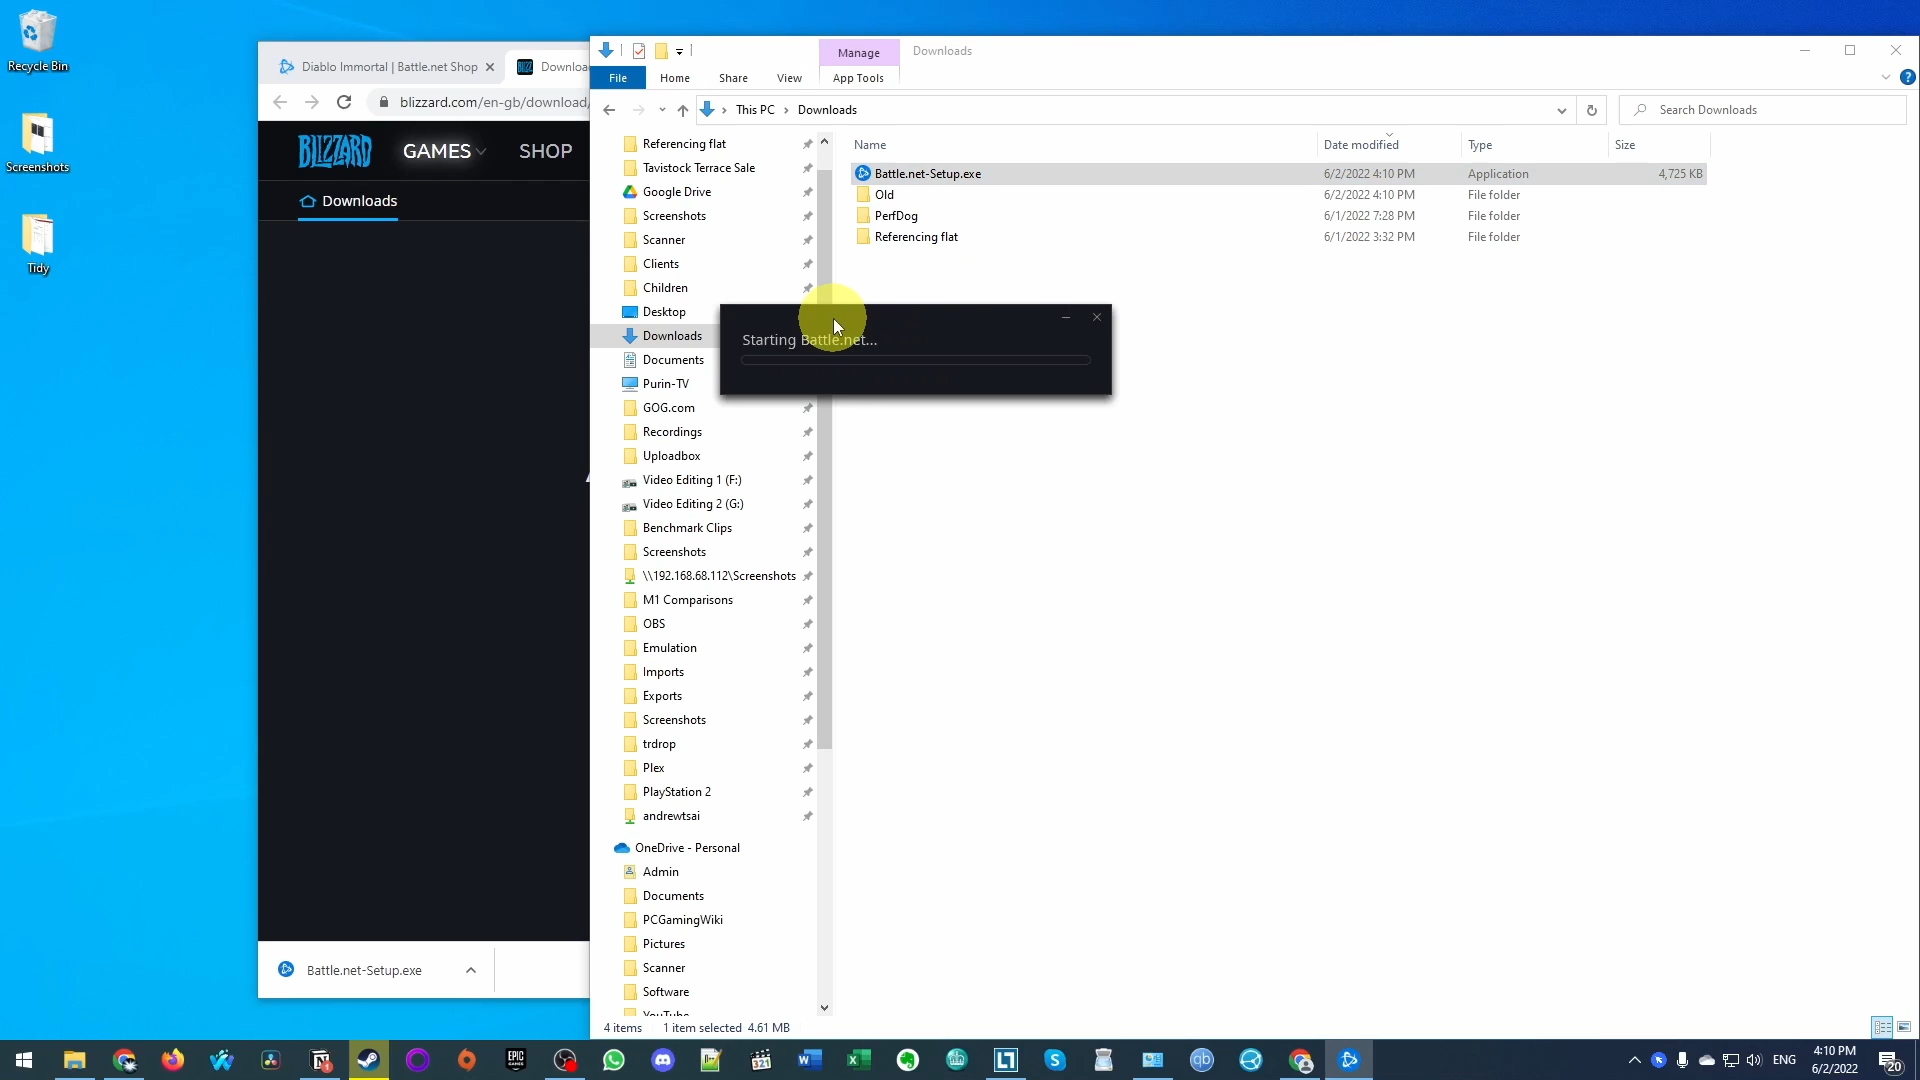 Recycle Bin
Screenshots
Tidy
Diablo Immortal | Battle.net Shop
BLIZZ
Downloa
blizzard.com/en-gb/download/
BLIZZARD
GAMES
SHOP
Downloads
Battle.net-Setup.exe
Manage
Downloads
File
Home
Share
View
App Tools
This PC
Downloads
Search Downloads
Referencing flat
Tavistock Terrace Sale
Google Drive
Screenshots
Scanner
Clients
Children
Desktop
Downloads
Documents
Purin-TV
GOG.com
Recordings
Uploadbox
Video Editing 1 (F:)
Video Editing 2 (G:)
Benchmark Clips
Screenshots
\\192.168.68.112\Screenshots
M1 Comparisons
OBS
Emulation
Imports
Exports
Screenshots
trdrop
Plex
PlayStation 2
andrewtsai
OneDrive - Personal
Admin
Documents
PCGamingWiki
Pictures
Scanner
Software
YouTube
Name
Date modified
Type
Size
Battle.net-Setup.exe
6/2/2022 4:10 PM
Application
4,725 KB
Old
6/2/2022 4:10 PM
File folder
PerfDog
6/1/2022 7:28 PM
File folder
Referencing flat
6/1/2022 3:32 PM
File folder
Starting Battle.net...
4 items
1 item selected 4.61 MB
EPIC
GAMES
321
qb
ENG
4:10 PM
6/2/2022
20